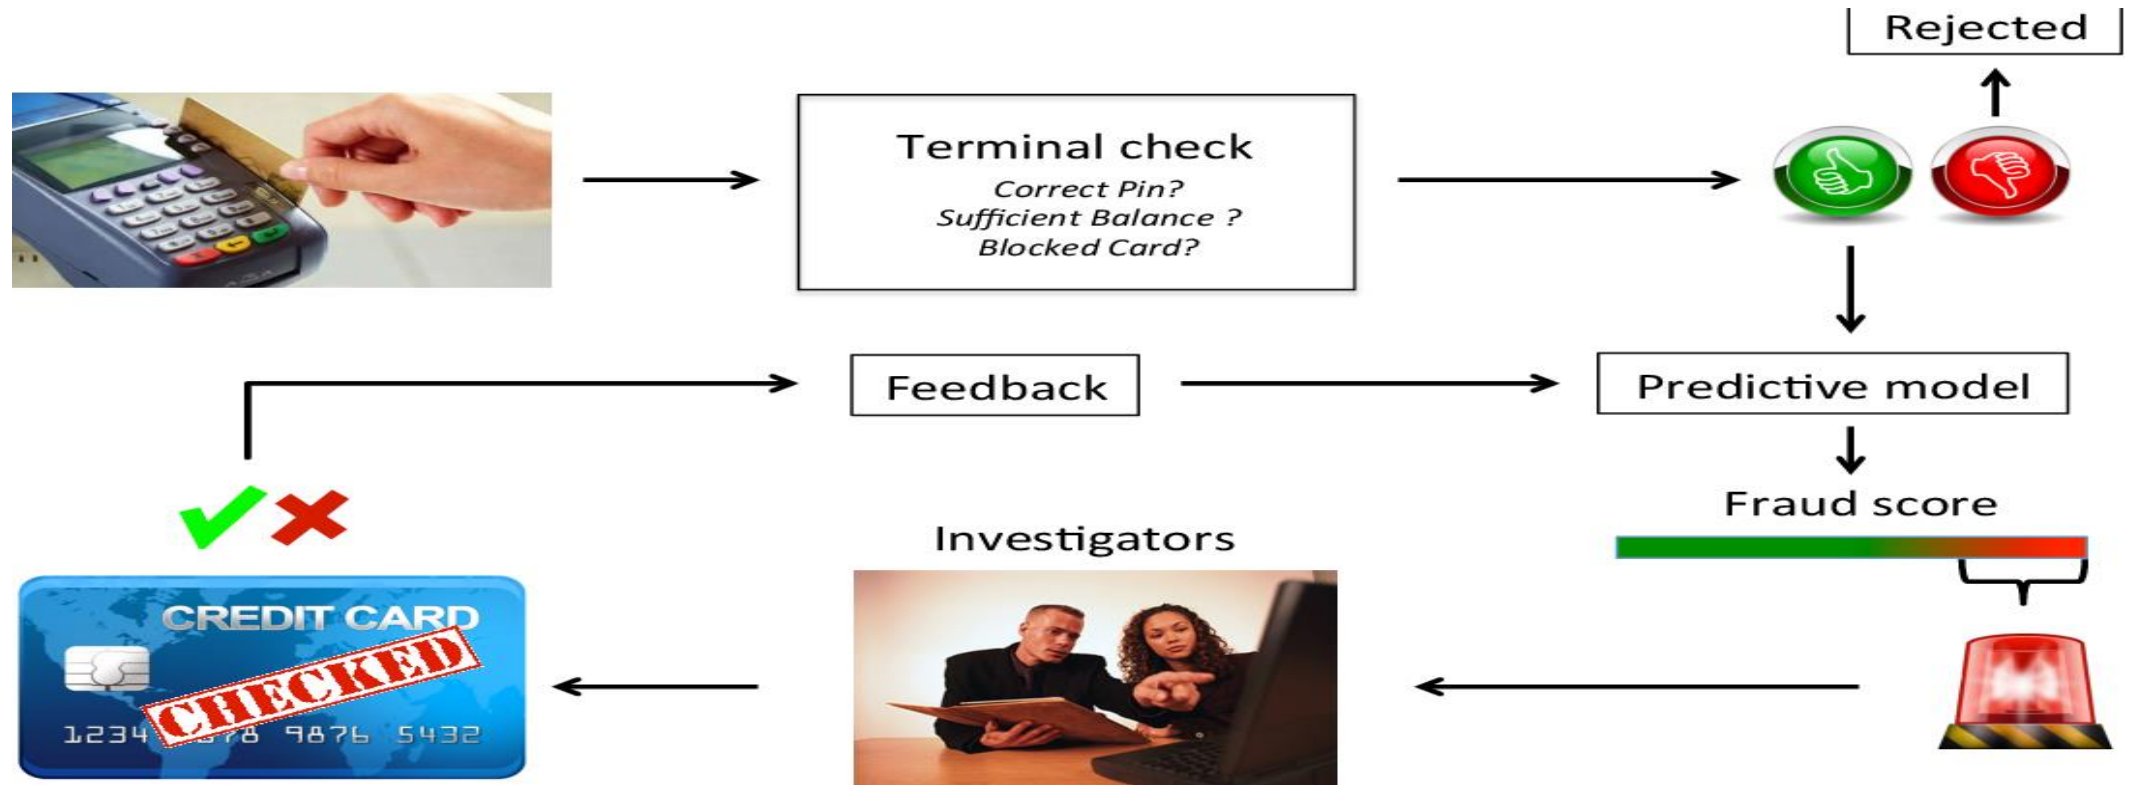 Rejected
Terminal check
Correct Pin?
Sufficient Balance ?
Blocked Card?
Feedback
Predictive model
Fraud score
Investigators
CREDIT CARD
CHECKED
1234 5678 9876 5432